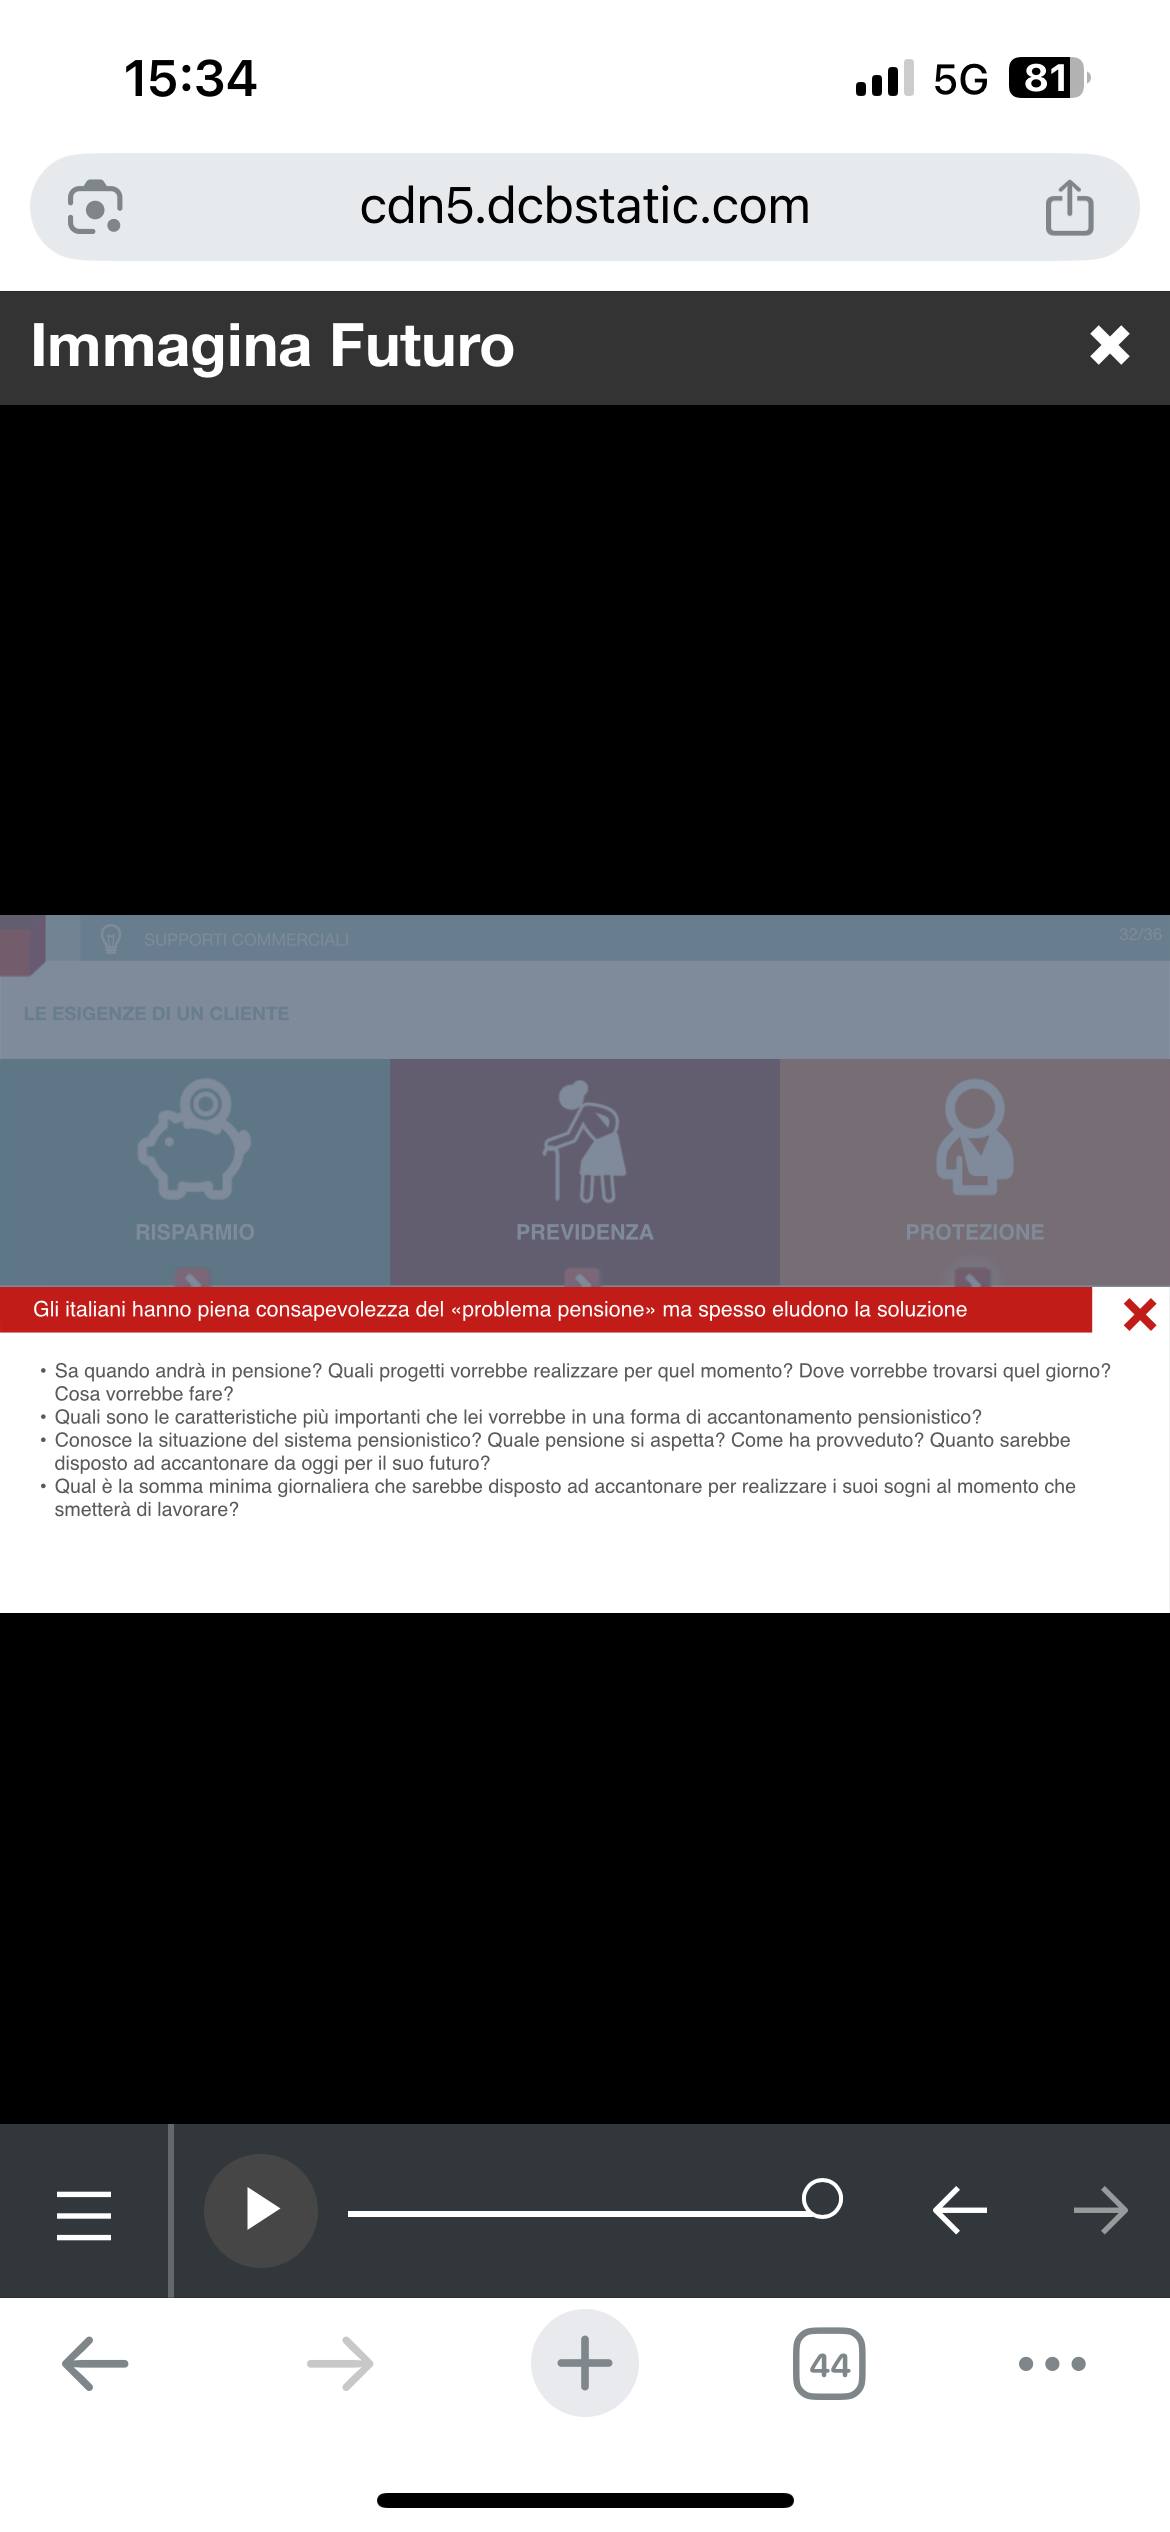 15:34
5G
81
cdn5.dcbstatic.com
Immagina Futuro
SUPPORTI COMMERCIALI
32/36
LE ESIGENZE DI UN CLIENTE
RISPARMIO
PREVIDENZA
PROTEZIONE
Gli italiani hanno piena consapevolezza del «problema pensione» ma spesso eludono la soluzione
• Sa quando andrà in pensione? Quali progetti vorrebbe realizzare per quel momento? Dove vorrebbe trovarsi quel giorno?
Cosa vorrebbe fare?
• Quali sono le caratteristiche più importanti che lei vorrebbe in una forma di accantonamento pensionistico?
• Conosce la situazione del sistema pensionistico? Quale pensione si aspetta? Come ha provveduto? Quanto sarebbe
disposto ad accantonare da oggi per il suo futuro?
• Qual è la somma minima giornaliera che sarebbe disposto ad accantonare per realizzare i suoi sogni al momento che
smetterà di lavorare?
44